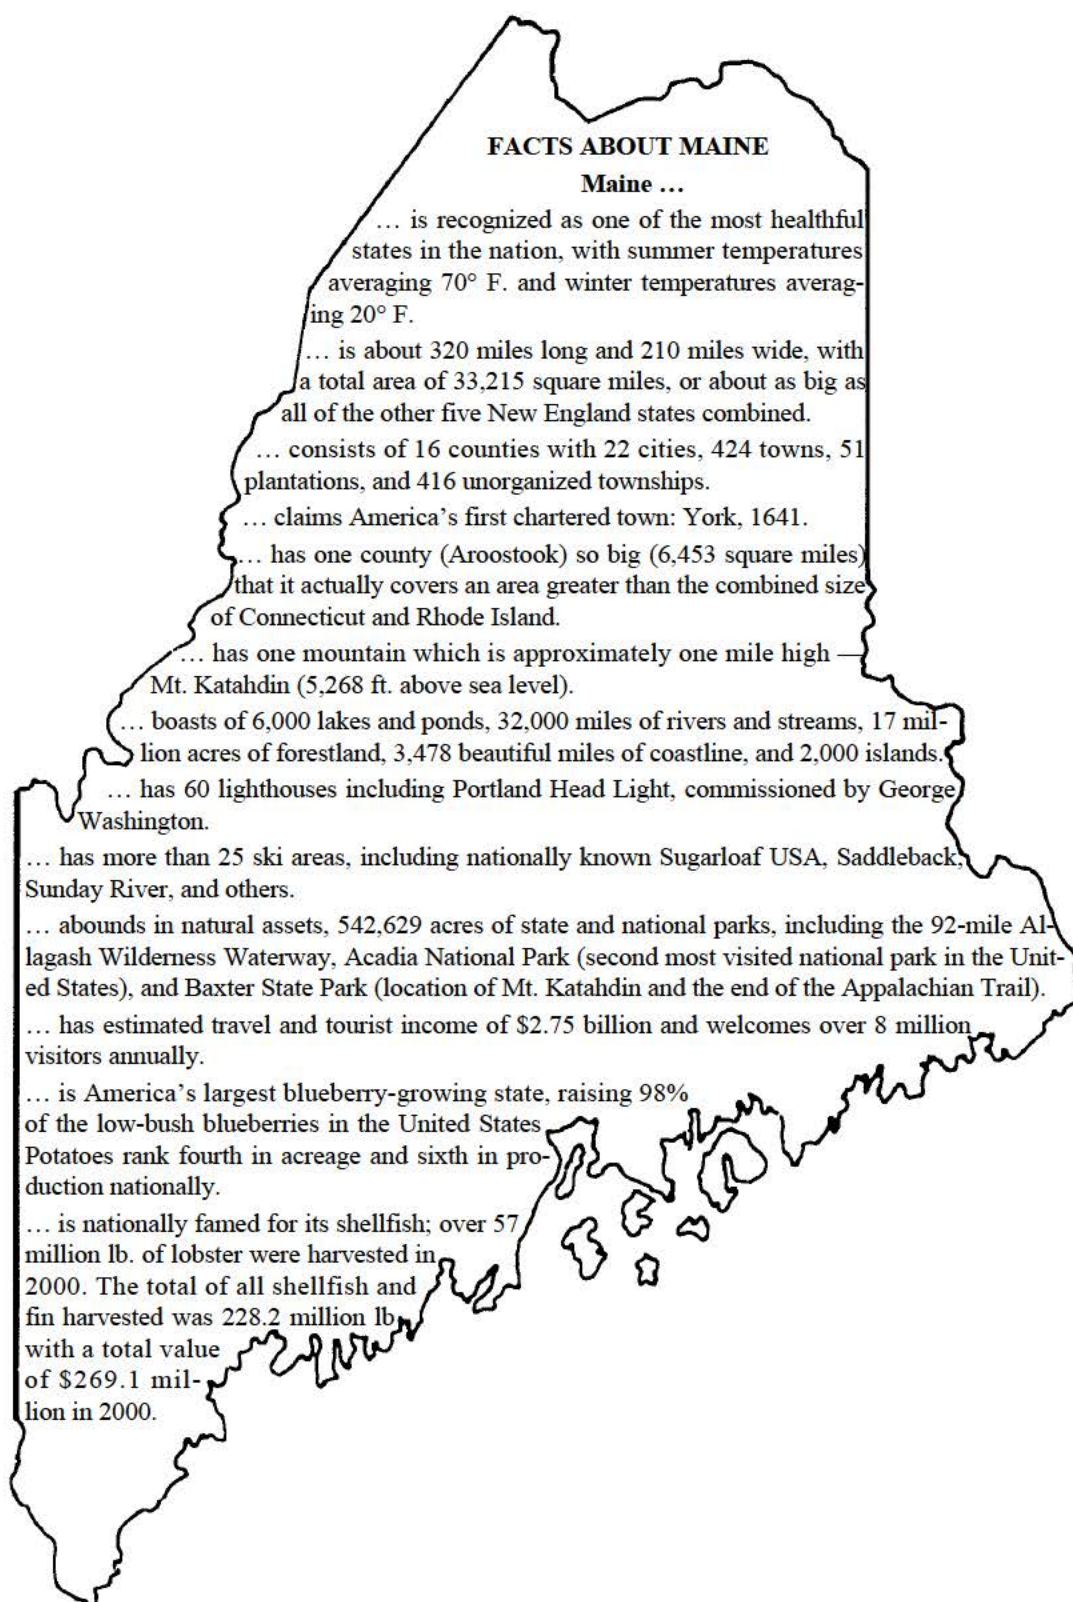 FACTS ABOUT MAINE
Maine …
… is recognized as one of the most healthful
states in the nation, with summer temperatures
averaging 70° F. and winter temperatures averag-
ing 20° F.
… is about 320 miles long and 210 miles wide, with
a total area of 33,215 square miles, or about as big as
all of the other five New England states combined.
… consists of 16 counties with 22 cities, 424 towns, 51
plantations, and 416 unorganized townships.
… claims America’s first chartered town: York, 1641.
… has one county (Aroostook) so big (6,453 square miles)
that it actually covers an area greater than the combined size
of Connecticut and Rhode Island.
… has one mountain which is approximately one mile high —
Mt. Katahdin (5,268 ft. above sea level).
… boasts of 6,000 lakes and ponds, 32,000 miles of rivers and streams, 17 mil-
lion acres of forestland, 3,478 beautiful miles of coastline, and 2,000 islands.
… has 60 lighthouses including Portland Head Light, commissioned by George
Washington.
… has more than 25 ski areas, including nationally known Sugarloaf USA, Saddleback,
Sunday River, and others.
… abounds in natural assets, 542,629 acres of state and national parks, including the 92-mile Al-
lagash Wilderness Waterway, Acadia National Park (second most visited national park in the Unit-
ed States), and Baxter State Park (location of Mt. Katahdin and the end of the Appalachian Trail).
… has estimated travel and tourist income of $2.75 billion and welcomes over 8 million
visitors annually.
… is America’s largest blueberry-growing state, raising 98%
of the low-bush blueberries in the United States
Potatoes rank fourth in acreage and sixth in pro-
duction nationally.
… is nationally famed for its shellfish; over 57
million lb. of lobster were harvested in
2000. The total of all shellfish and
fin harvested was 228.2 million lb
with a total value
of $269.1 mil-
lion in 2000.